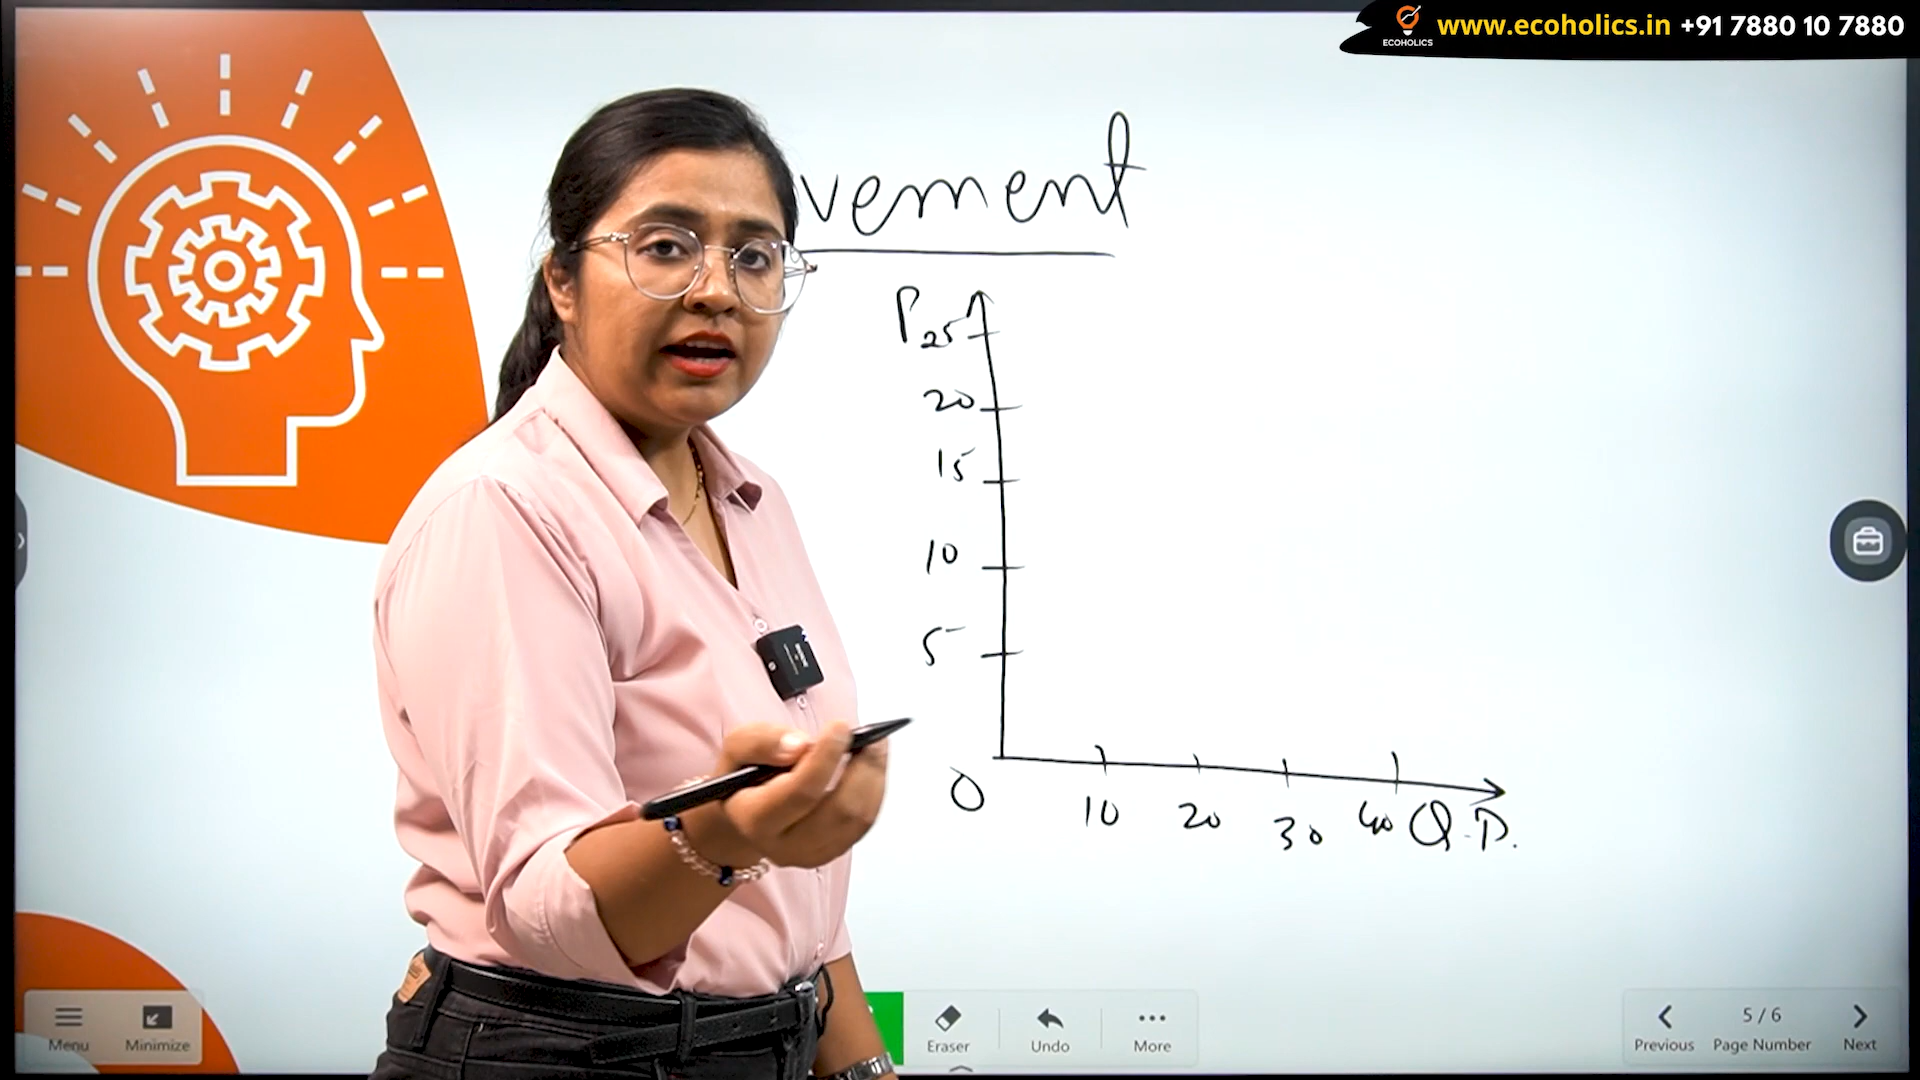 ECOHOLICS www.ecoholics.in +91 7880 10 7880
vement
P
25
20
15
10
5
0
10 20 30 40 Q.D.
Menu Minimize Eraser Undo More Previous 5 / 6 Page Number Next